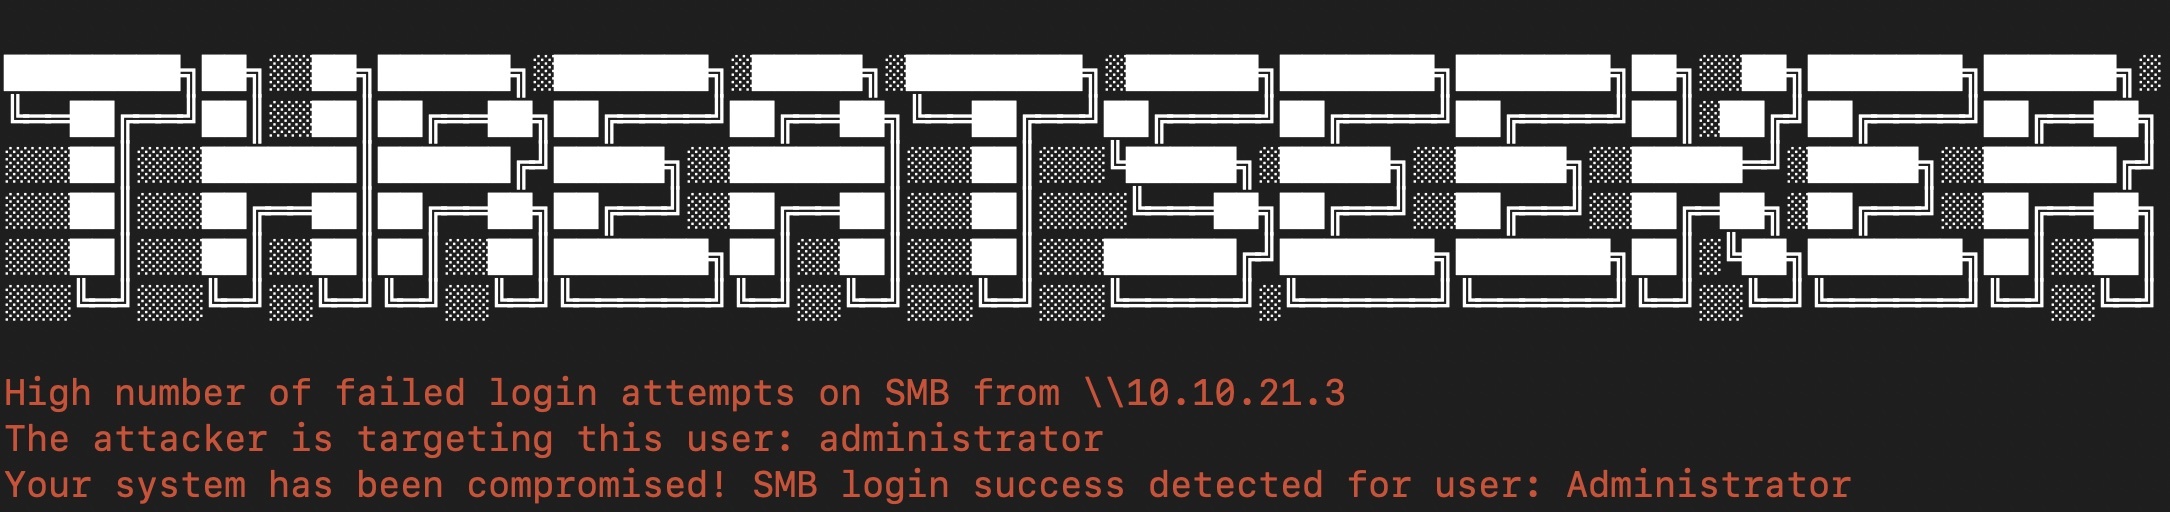 THREATSEEKER
High number of failed login attempts on SMB from \\10.10.21.3
The attacker is targeting this user: administrator
Your system has been compromised! SMB login success detected for user: Administrator